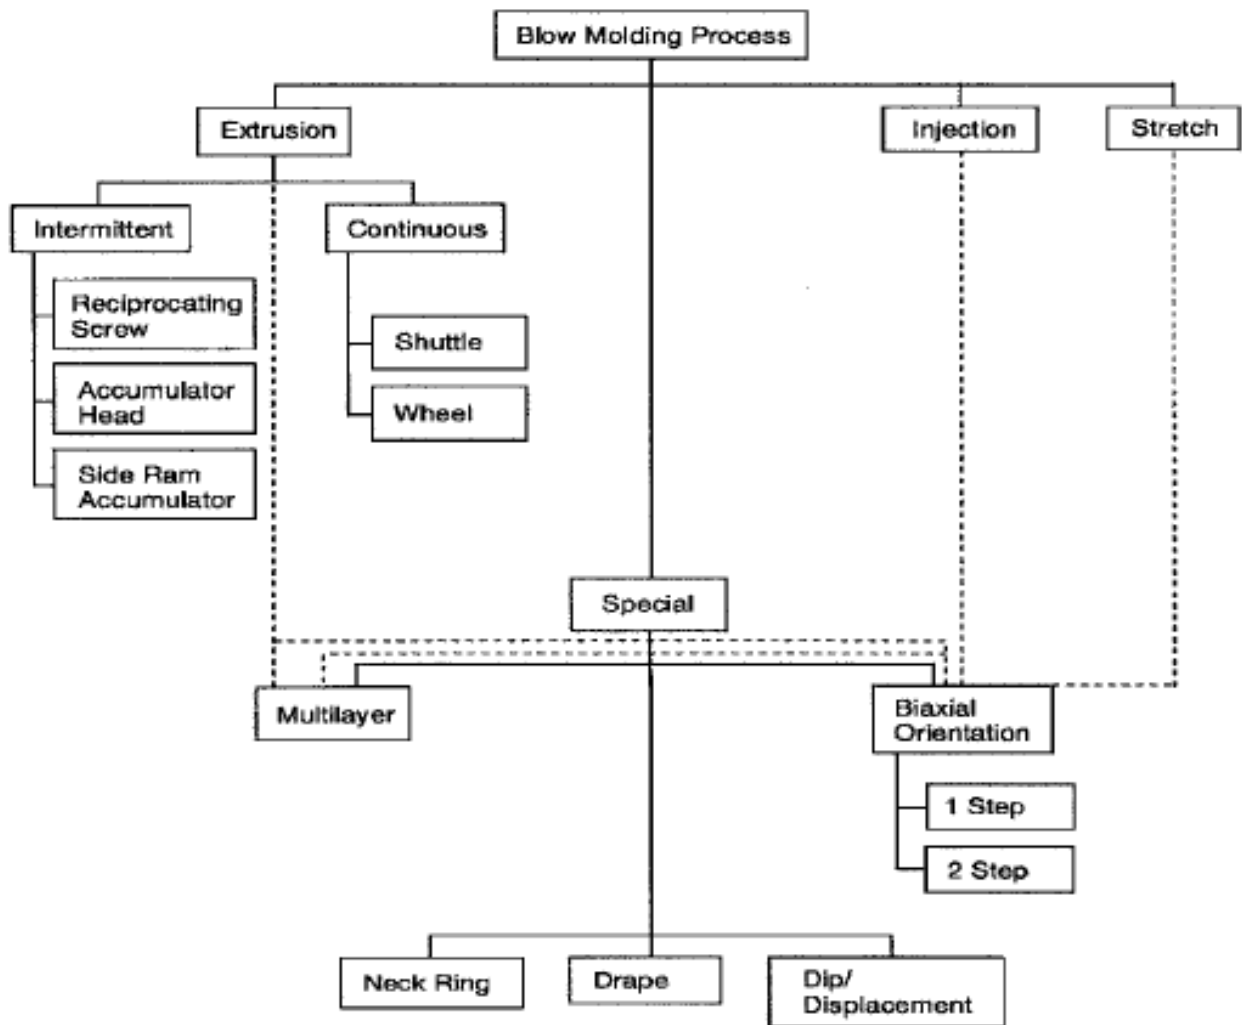 Blow Molding Process
Extrusion
Injection
Stretch
Intermittent
Continuous
Reciprocating
Screw
Shuttle
Accumulator
Head
Wheel
Side Ram
Accumulator
Special
Multilayer
Biaxial
Orientation
1 Step
2 Step
Neck Ring
Drape
Dip/
Displacement